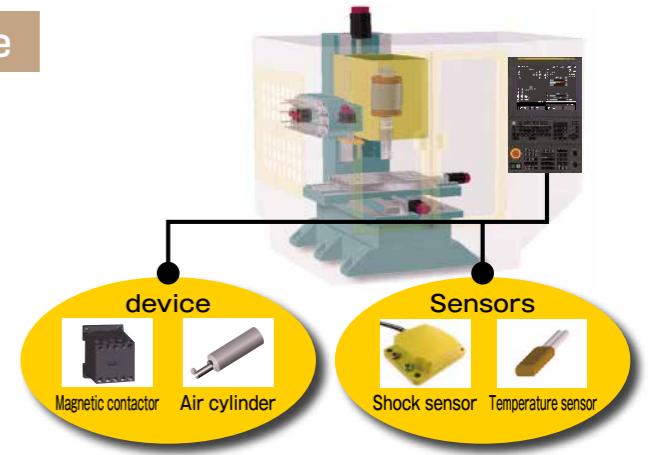 e
device
Sensors
Magnetic contactor
Air cylinder
Shock sensor
Temperature sensor